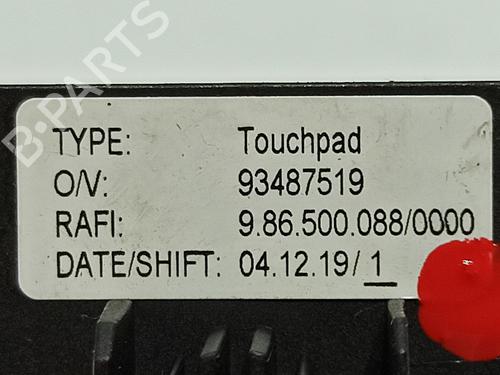 B-PARTS
TYPE: Touchpad
O/V: 93487519
RAFI: 9.86.500.088/0000
DATE/SHIFT: 04.12.19/ 1